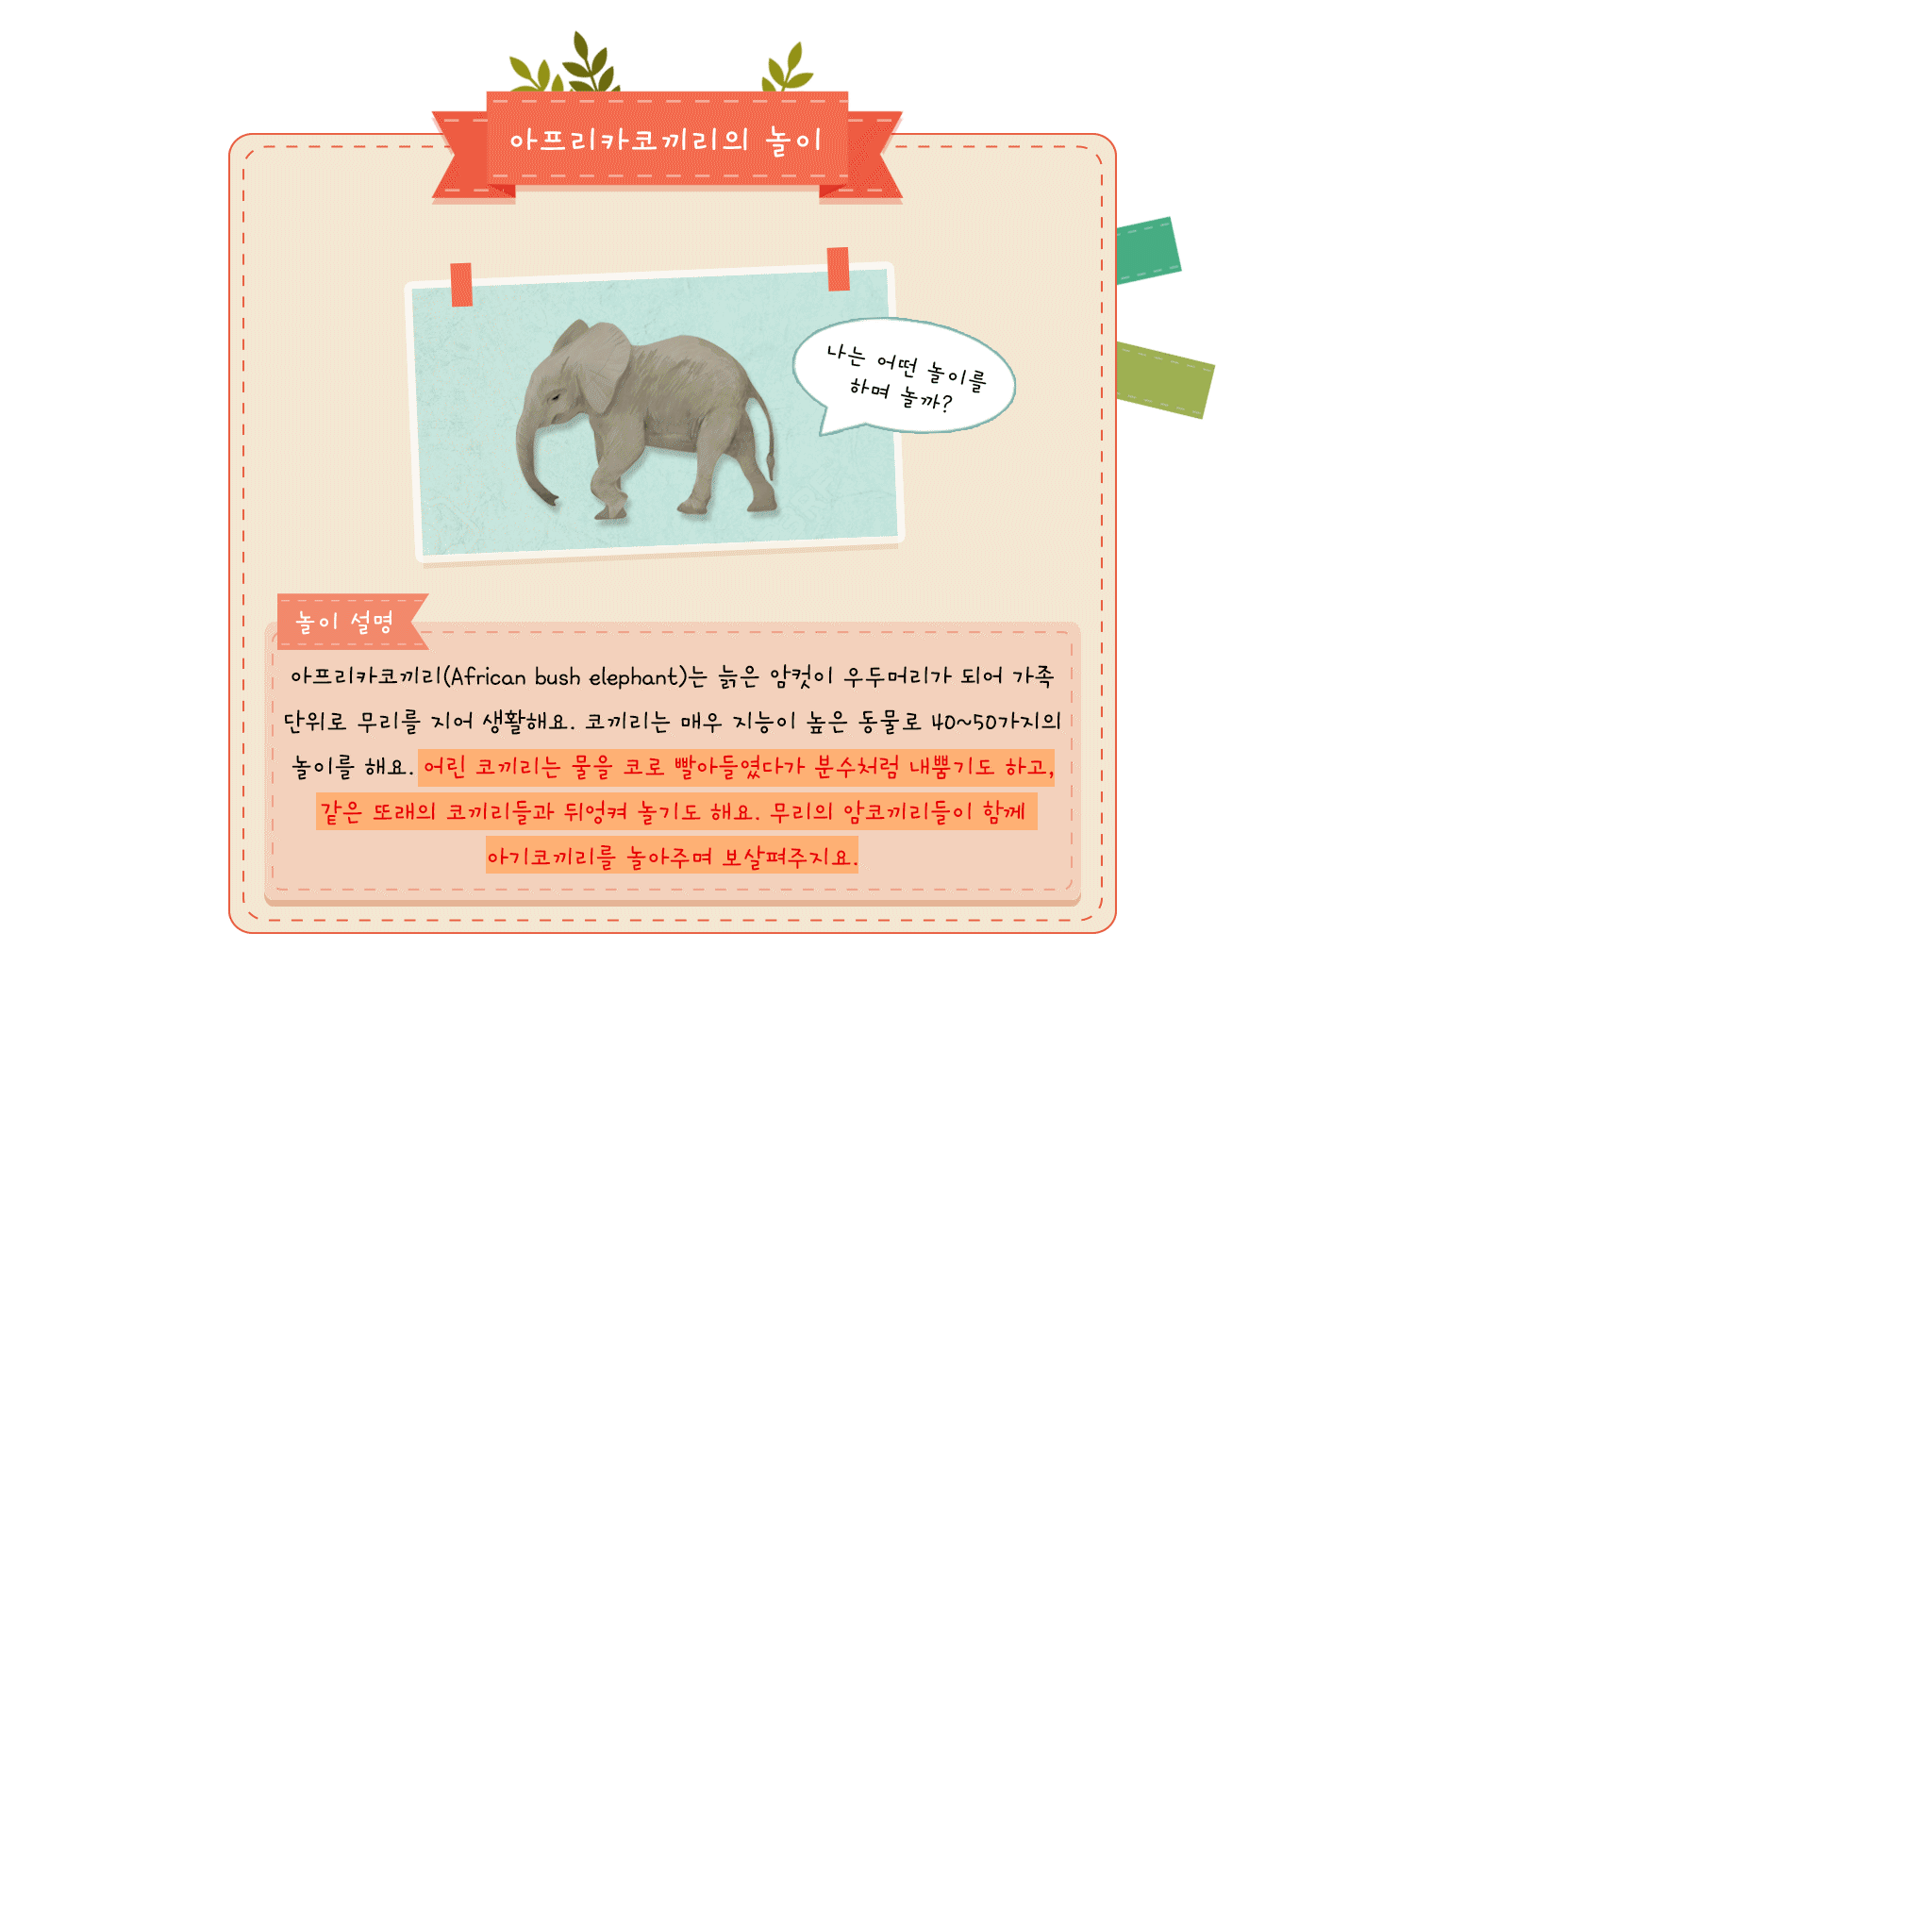 아프리카코끼리의 놀이
나는 어떤 놀이를
하며 놀까?
놀이 설명
아프리카코끼리(African bush elephant)는 늙은 암컷이 우두머리가 되어 가족
단위로 무리를 지어 생활해요. 코끼리는 매우 지능이 높은 동물로 40~50가지의
놀이를 해요. 어린 코끼리는 물을 코로 빨아들였다가 분수처럼 내뿜기도 하고,
같은 또래의 코끼리들과 뒤엉켜 놀기도 해요. 무리의 암코끼리들이 함께
아기코끼리를 놀아주며 보살펴주지요.